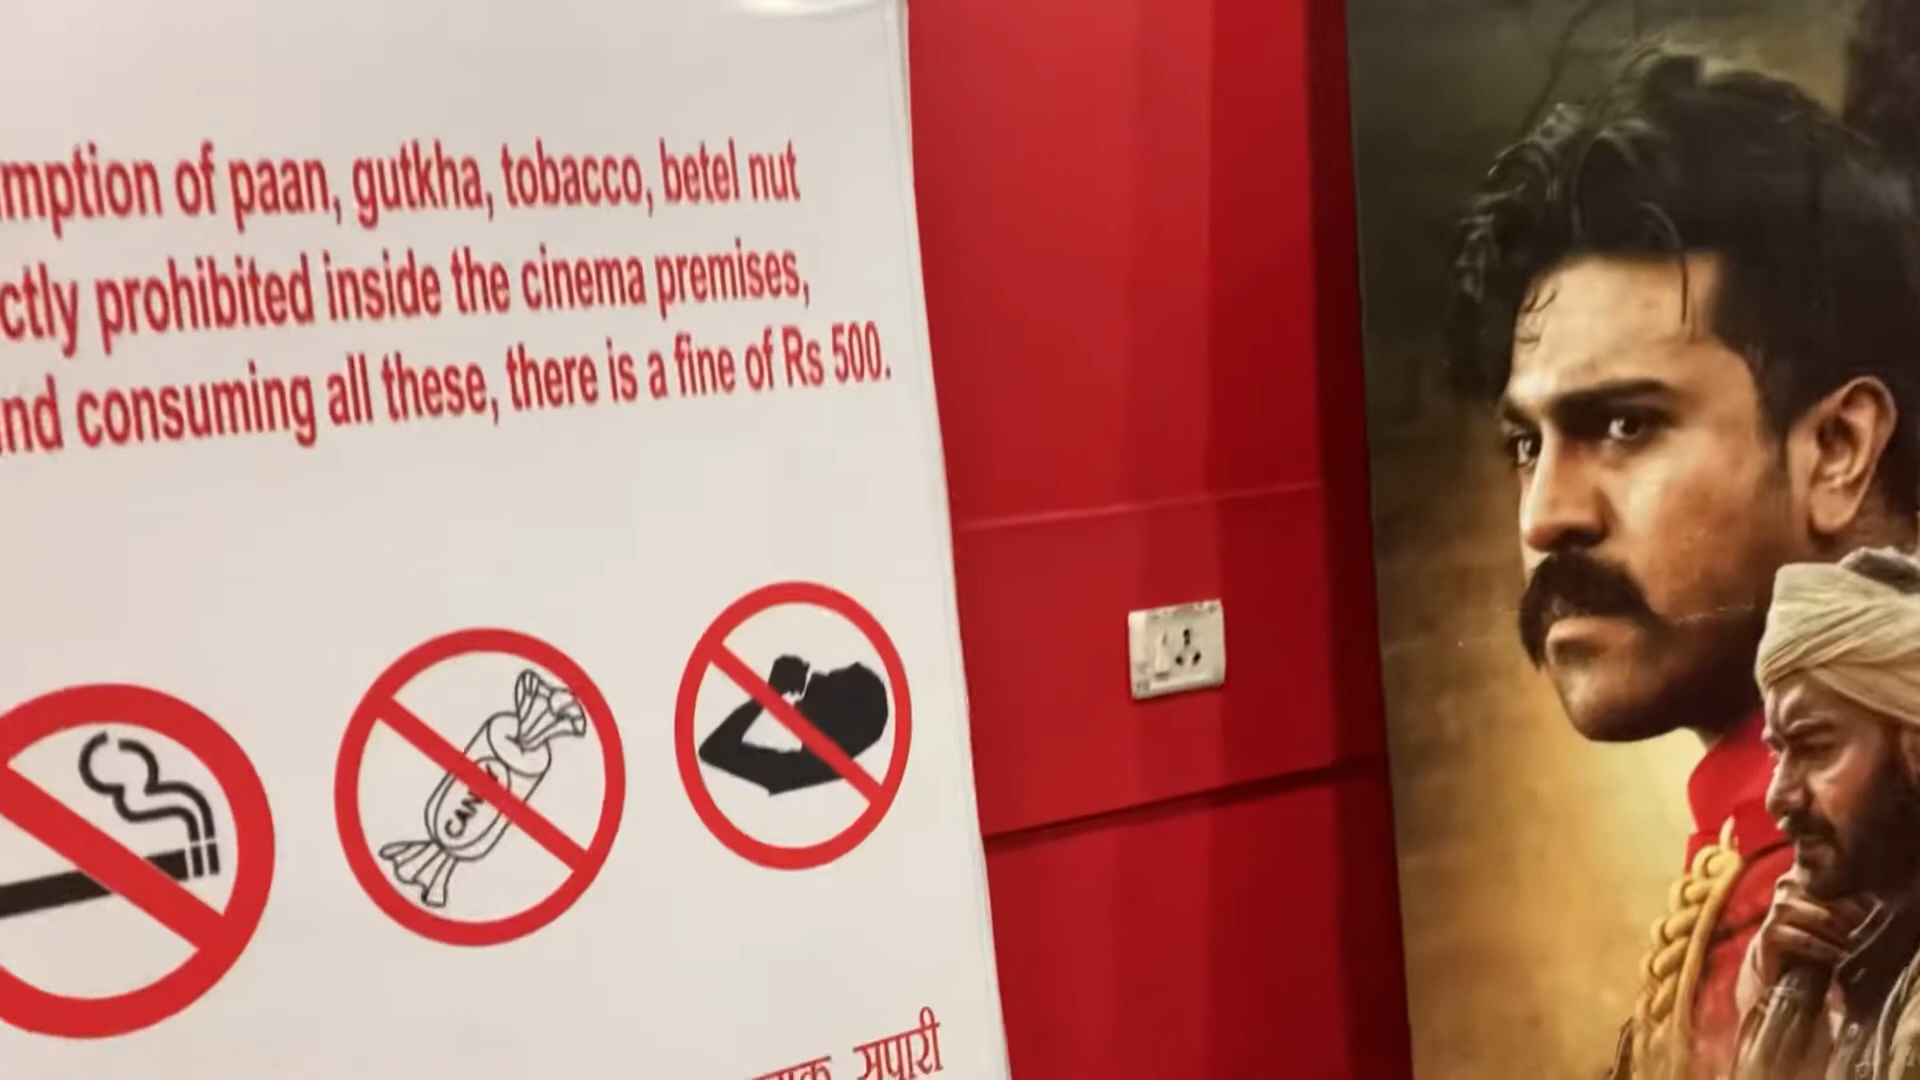 mption of paan, gutkha, tobacco, betel nut
ctly prohibited inside the cinema premises,
nd consuming all these, there is a fine of Rs 500.
सुपारी